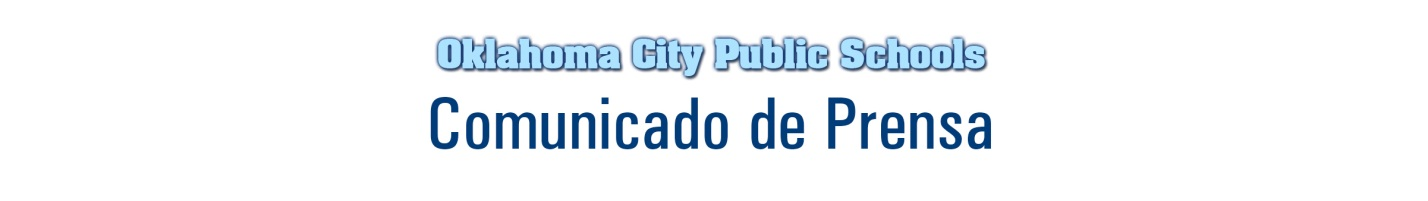 Oklahoma City Public Schools
Comunicado de Prensa